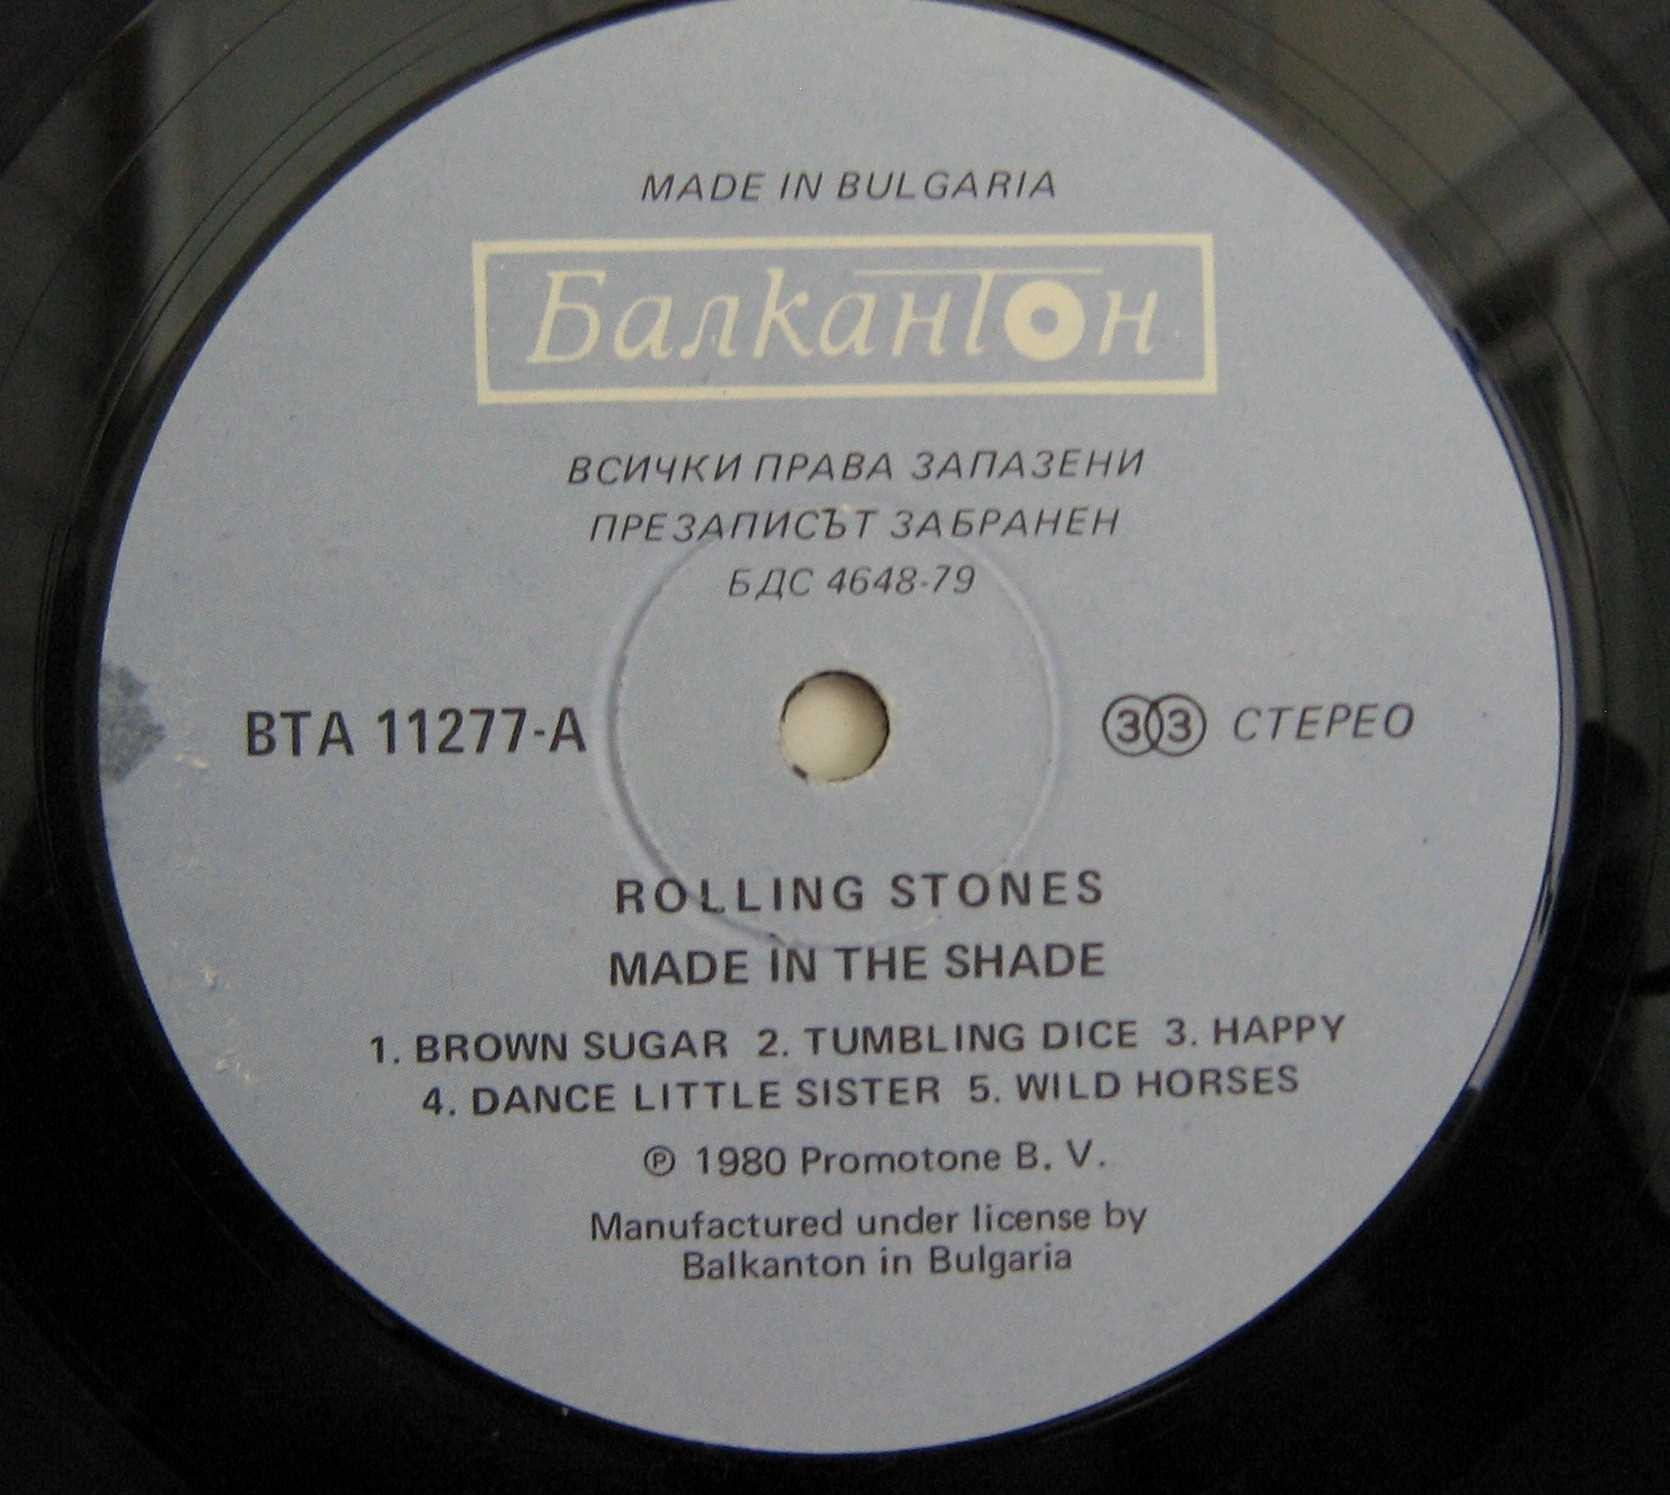 MADE IN BULGARIA
Балкантон
ВСИЧКИ ПРАВА ЗАПАЗЕНИ
ПРЕЗАПИСЪТ ЗАБРАНЕН
БДС 4648-79
ВТА 11277-А
33 СТЕРЕО
ROLLING STONES
MADE IN THE SHADE
1. BROWN SUGAR 2. TUMBLING DICE 3. HAPPY
4. DANCE LITTLE SISTER 5. WILD HORSES
℗ 1980 Promotone B. V.
Manufactured under license by
Balkanton in Bulgaria